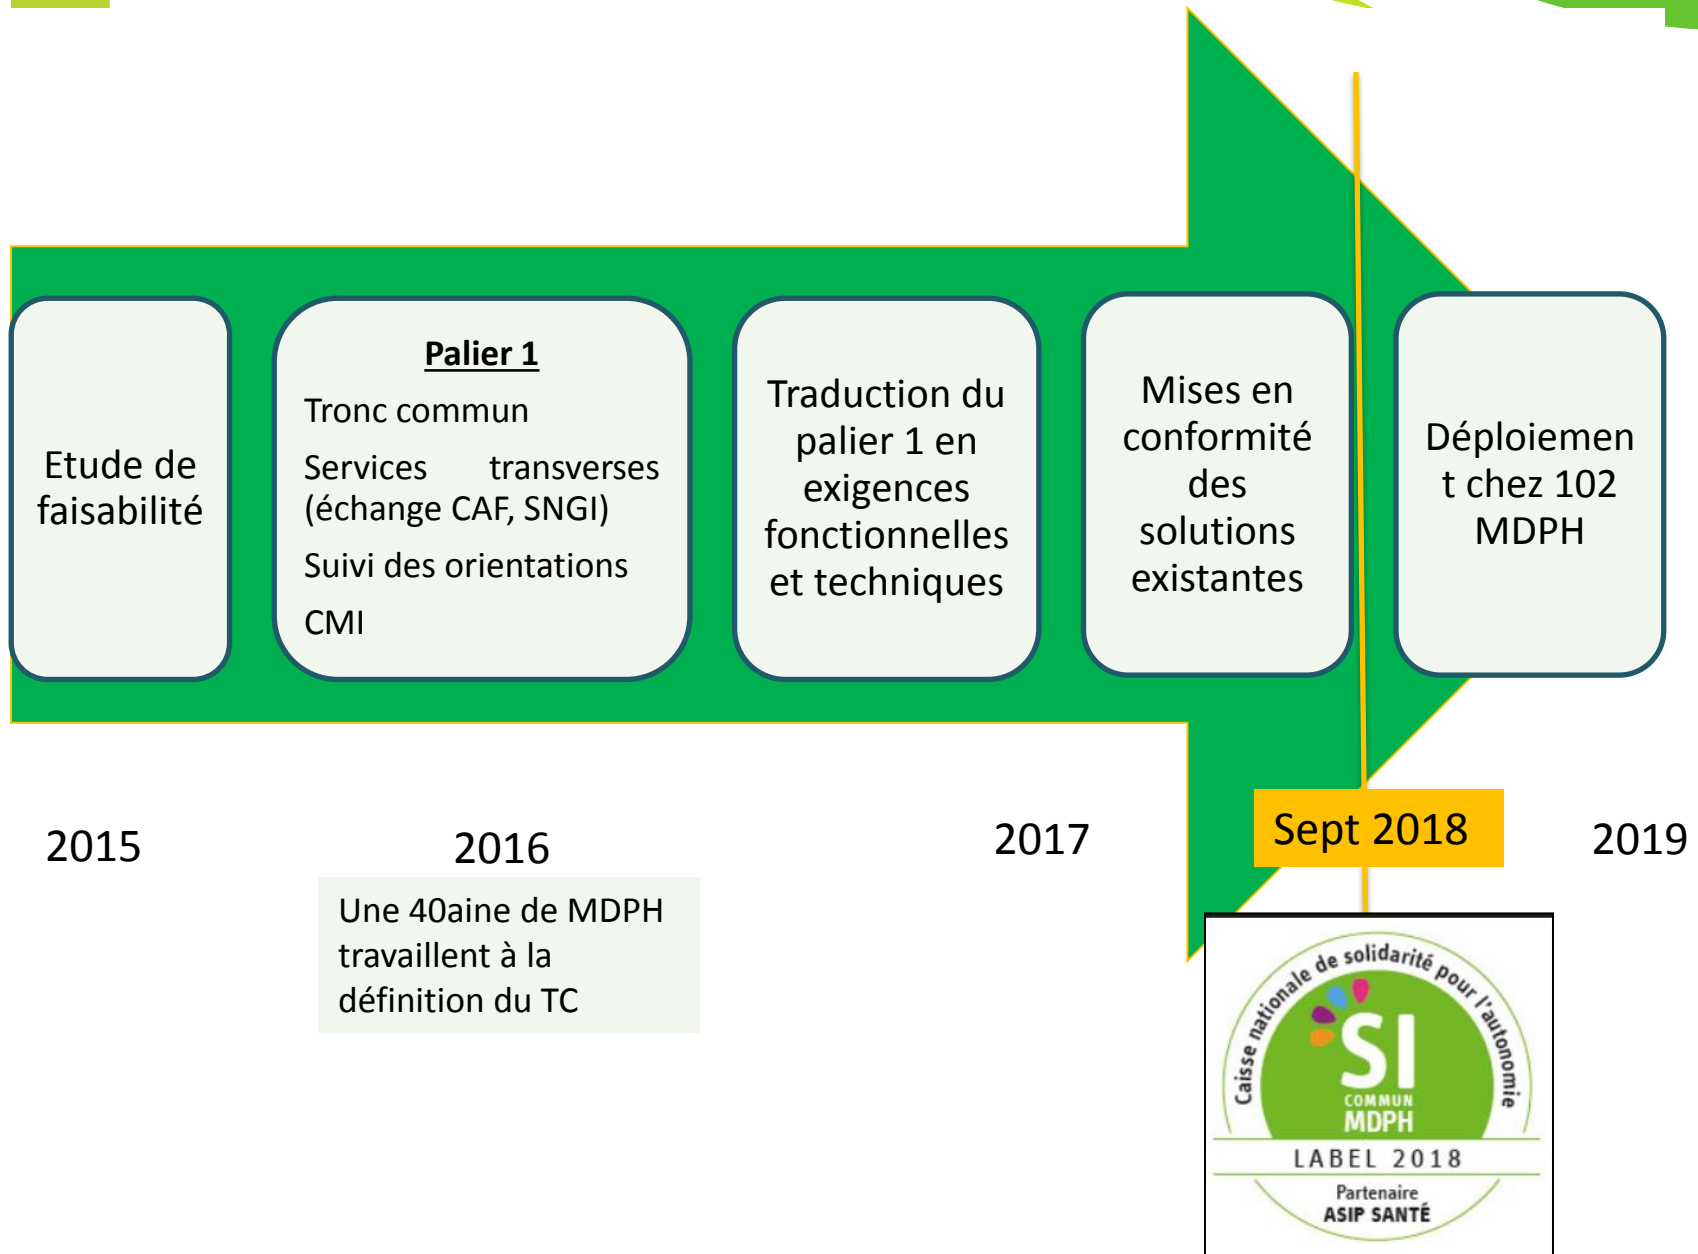 Etude de
faisabilité
Palier 1
Tronc commun
Services transverses
(échange CAF, SNGI)
Suivi des orientations
CMI
Traduction du
palier 1 en
exigences
fonctionnelles
et techniques
Mises en
conformité
des
solutions
existantes
Déploiemen
t chez 102
MDPH
2015
2016
2017
Sept 2018
2019
Une 40aine de MDPH
travaillent à la
définition du TC
Caisse nationale de solidarité pour l'autonomie
SI
COMMUN
MDPH
LABEL 2018
Partenaire
ASIP SANTÉ